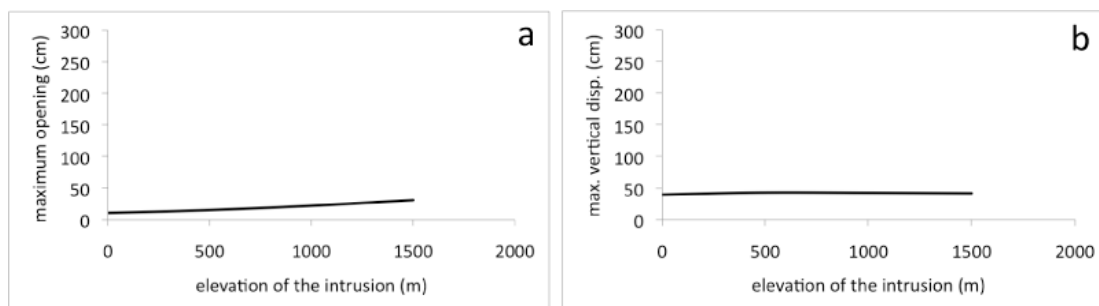 a
maximum opening (cm)
300
250
200
150
100
50
0
0 500 1000 1500 2000
elevation of the intrusion (m)
b
max. vertical disp. (cm)
300
250
200
150
100
50
0
0 500 1000 1500 2000
elevation of the intrusion (m)